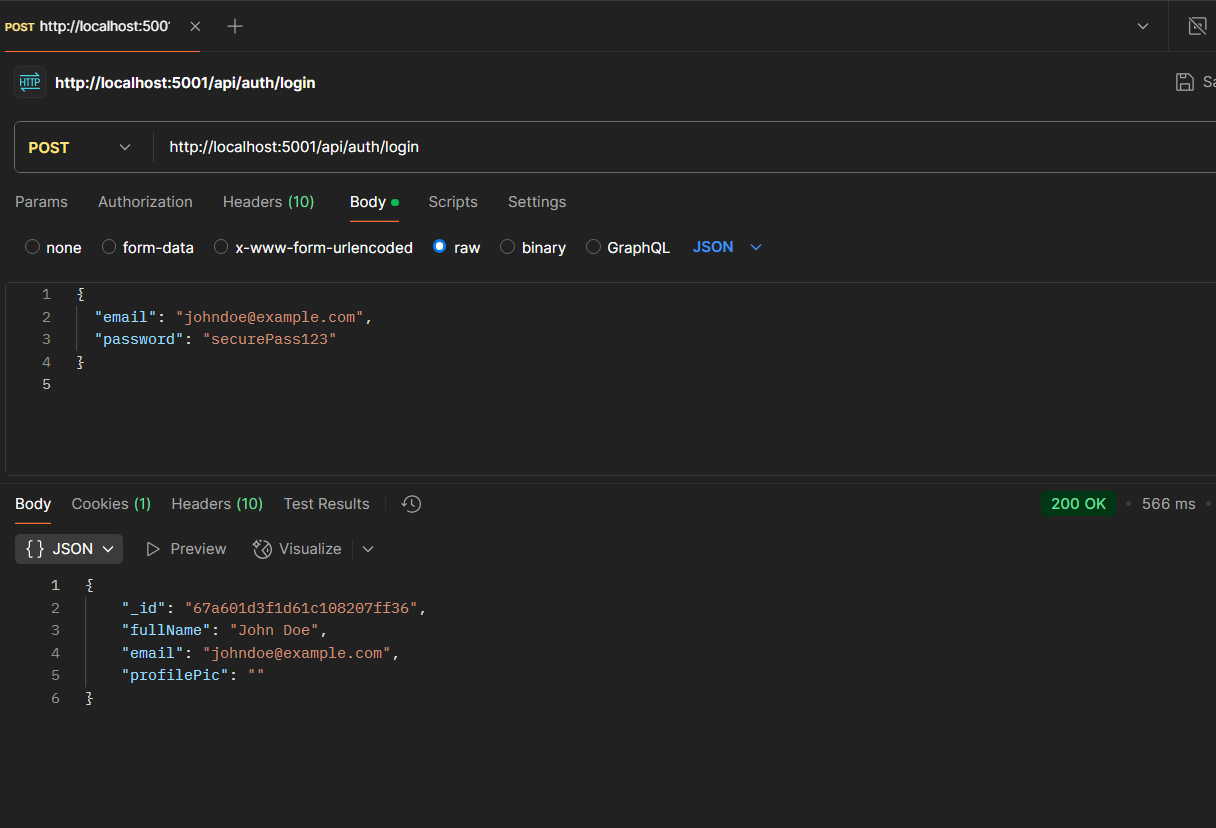 POST http://localhost:500
HTTP http://localhost:5001/api/auth/login
Sa
POST http://localhost:5001/api/auth/login
Params Authorization Headers (10) Body Scripts Settings
none form-data x-www-form-urlencoded raw binary GraphQL JSON
1 {
2 "email": "johndoe@example.com",
3 "password": "securePass123"
4 }
5
Body Cookies (1) Headers (10) Test Results 200 OK 566 ms
{} JSON Preview Visualize
1 {
2 "_id": "67a601d3f1d61c108207ff36",
3 "fullName": "John Doe",
4 "email": "johndoe@example.com",
5 "profilePic": ""
6 }